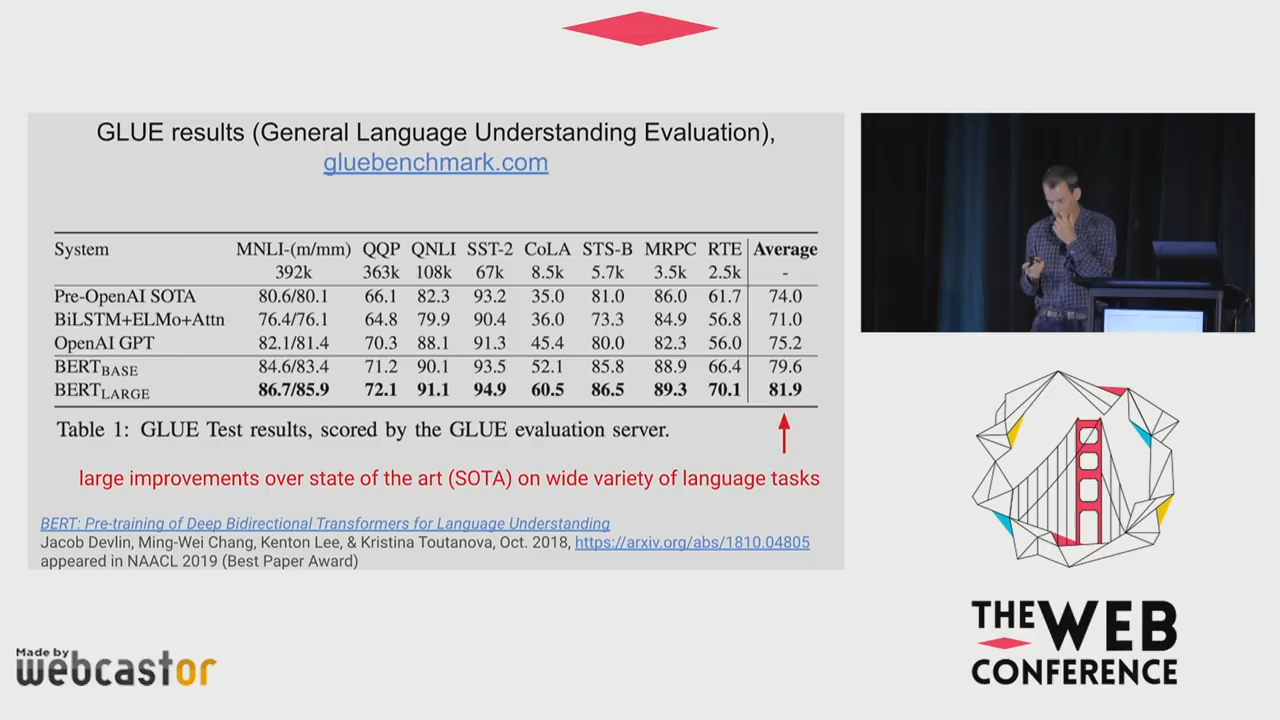 GLUE results (General Language Understanding Evaluation),
gluebenchmark.com
System MNLI-(m/mm) QQP QNLI SST-2 CoLA STS-B MRPC RTE Average
392k 363k 108k 67k 8.5k 5.7k 3.5k 2.5k -
Pre-OpenAI SOTA 80.6/80.1 66.1 82.3 93.2 35.0 81.0 86.0 61.7 74.0
BiLSTM+ELMo+Attn 76.4/76.1 64.8 79.9 90.4 36.0 73.3 84.9 56.8 71.0
OpenAI GPT 82.1/81.4 70.3 88.1 91.3 45.4 80.0 82.3 56.0 75.2
BERTBASE 84.6/83.4 71.2 90.1 93.5 52.1 85.8 88.9 66.4 79.6
BERTLARGE 86.7/85.9 72.1 91.1 94.9 60.5 86.5 89.3 70.1 81.9
Table 1: GLUE Test results, scored by the GLUE evaluation server.
large improvements over state of the art (SOTA) on wide variety of language tasks
BERT: Pre-training of Deep Bidirectional Transformers for Language Understanding
Jacob Devlin, Ming-Wei Chang, Kenton Lee, & Kristina Toutanova, Oct. 2018, https://arxiv.org/abs/1810.04805
appeared in NAACL 2019 (Best Paper Award)
THE WEB
CONFERENCE
Made by
webcastor